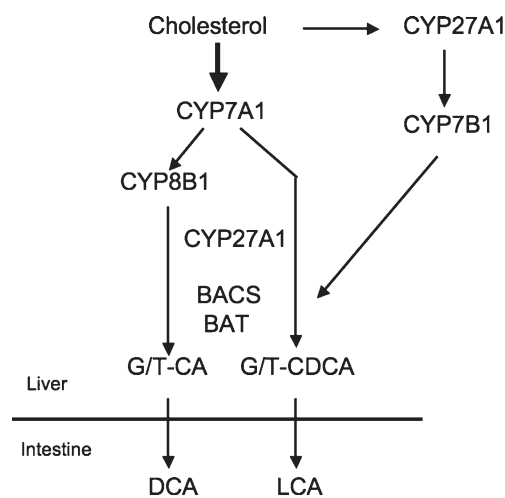 Cholesterol
CYP27A1
CYP7A1
CYP7B1
CYP8B1
CYP27A1
BACS
BAT
G/T-CA
G/T-CDCA
Liver
Intestine
DCA
LCA